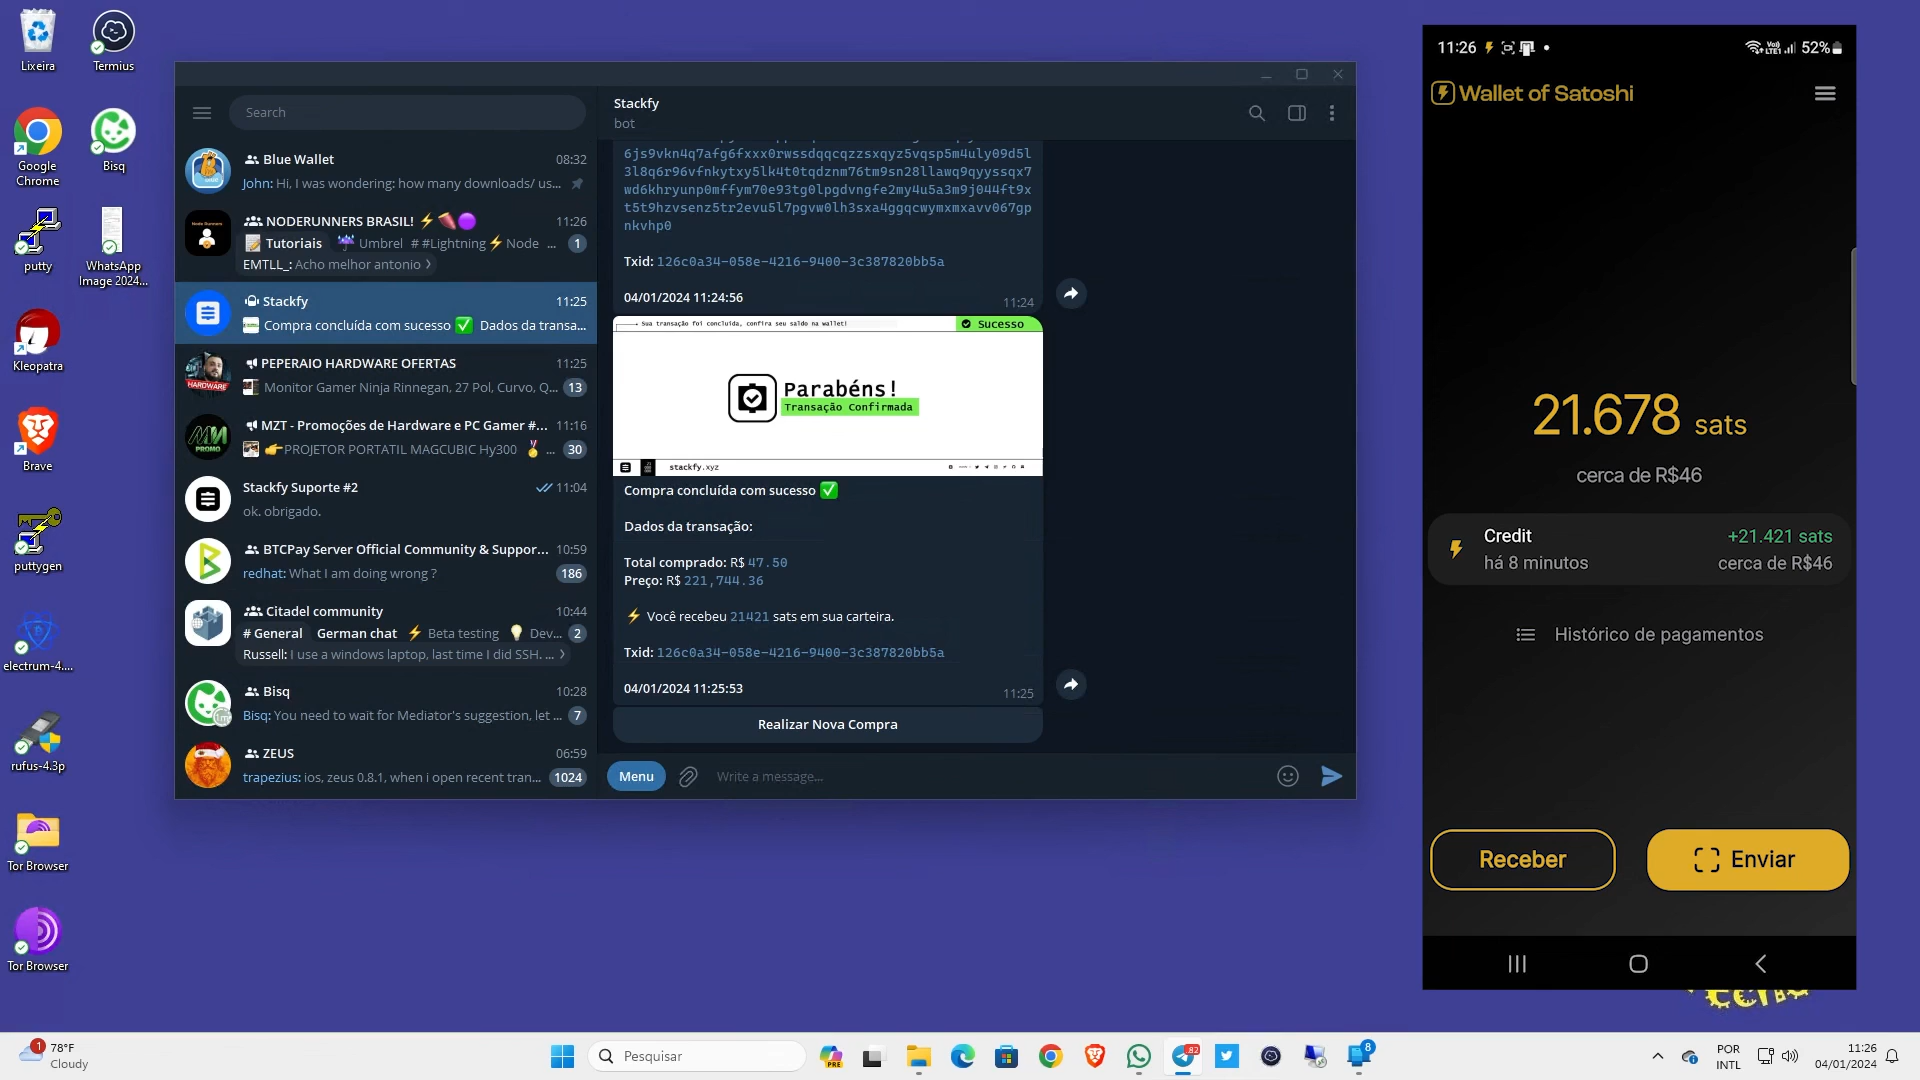 Lixeira
Termius
Google
Chrome
Bisq
putty
WhatsApp
Image 2024...
Kleopatra
Brave
puttygen
electrum-4....
rufus-4.3p
Tor Browser
Tor Browser
Search
Blue Wallet 08:32
John: Hi, I was wondering: how many downloads/ us...
NODERUNNERS BRASIL! 11:26
Tutoriais Umbrel # #Lightning⚡Node ... 1
EMTLL_: Acho melhor antonio >
Stackfy 11:25
Compra concluída com sucesso ✅ Dados da transa...
PEPERAIO HARDWARE OFERTAS 11:25
Monitor Gamer Ninja Rinnegan, 27 Pol, Curvo, Q... 13
MZT - Promoções de Hardware e PC Gamer #... 11:16
👉PROJETOR PORTATIL MAGCUBIC Hy300 🏅 ... 30
Stackfy Suporte #2 11:04
ok. obrigado.
BTCPay Server Official Community & Suppor... 10:59
redhat: What I am doing wrong ? 186
Citadel community 10:44
# General German chat ⚡ Beta testing 💡 Dev... 2
Russell: I use a windows laptop, last time I did SSH. ... >
Bisq 10:28
Bisq: You need to wait for Mediator's suggestion, let ... 7
ZEUS 06:59
trapezius: ios, zeus 0.8.1, when i open recent tran... 1024
Stackfy
bot
6js9vkn4q7afg6fxxx0rwssdqqcqzzsxqyz5vqsp5m4uly09d5l
3l8q6r96vfnkytxy5lk4t0tqdznm76tm9sn28llawq9qyyssqx7
wd6khryunp0mffym70e93tg0lpgdvngfe2my4u5a3m9j044ft9x
t5t9hzvsenz5tr2evu5l7pgvw0lh3sxa4ggqcwymxmxavv067gp
nkvhp0
Txid: 126c0a34-058e-4216-9400-3c387820bb5a
04/01/2024 11:24:56 11:24
Sua transação foi concluída, confira seu saldo na wallet! Sucesso
Parabéns!
Transação Confirmada
stackfy.xyz
Compra concluída com sucesso ✅
Dados da transação:
Total comprado: R$ 47.50
Preço: R$ 221,744.36
⚡ Você recebeu 21421 sats em sua carteira.
Txid: 126c0a34-058e-4216-9400-3c387820bb5a
04/01/2024 11:25:53 11:25
Realizar Nova Compra
Menu Write a message...
11:26 52%
Wallet of Satoshi
21.678 sats
cerca de R$46
Credit +21.421 sats
há 8 minutos cerca de R$46
Histórico de pagamentos
Receber Enviar
1 78°F
Cloudy
Pesquisar
PRE
82
8
POR
INTL
11:26
04/01/2024